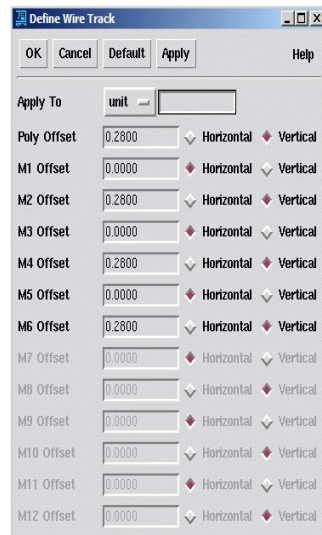 Define Wire Track
OK Cancel Default Apply Help
Apply To unit
Poly Offset 0.2800 Horizontal Vertical
M1 Offset 0.0000 Horizontal Vertical
M2 Offset 0.2800 Horizontal Vertical
M3 Offset 0.0000 Horizontal Vertical
M4 Offset 0.2800 Horizontal Vertical
M5 Offset 0.0000 Horizontal Vertical
M6 Offset 0.2800 Horizontal Vertical
M7 Offset 0.0000 Horizontal Vertical
M8 Offset 0.0000 Horizontal Vertical
M9 Offset 0.0000 Horizontal Vertical
M10 Offset 0.0000 Horizontal Vertical
M11 Offset 0.0000 Horizontal Vertical
M12 Offset 0.0000 Horizontal Vertical